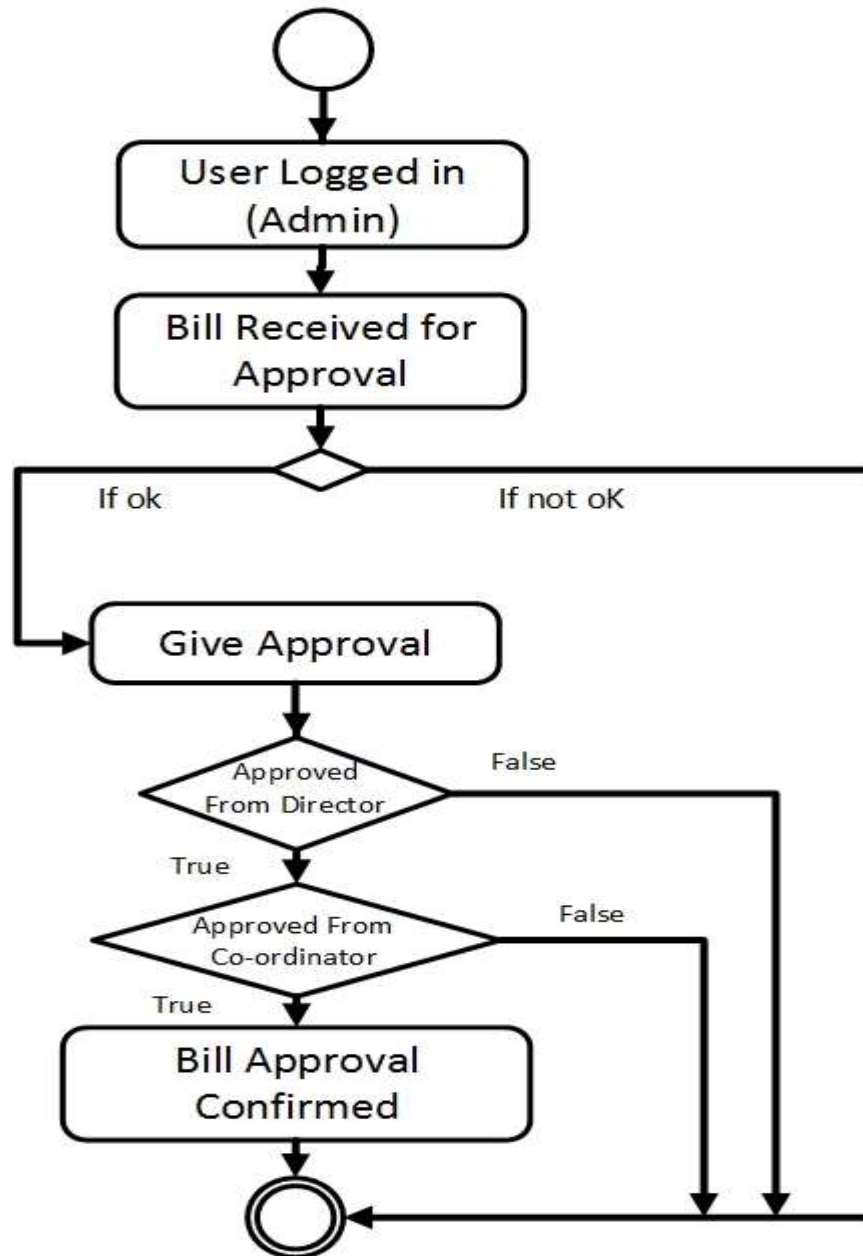 User Logged in
(Admin)
Bill Received for
Approval
If ok
If not oK
Give Approval
Approved
From Director
False
True
Approved From
Co-ordinator
False
True
Bill Approval
Confirmed